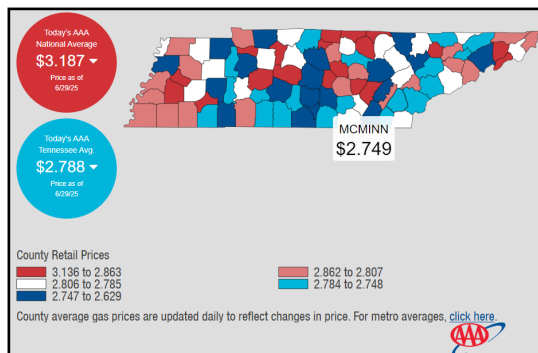 Today's AAA
National Average
$3.187
Price as of
6/29/25
Today's AAA
Tennessee Avg.
$2.788
Price as of
6/29/25
MCMINN
$2.749
County Retail Prices
3.136 to 2.863
2.862 to 2.807
2.806 to 2.785
2.784 to 2.748
2.747 to 2.629
County average gas prices are updated daily to reflect changes in price. For metro averages, click here.
AAA